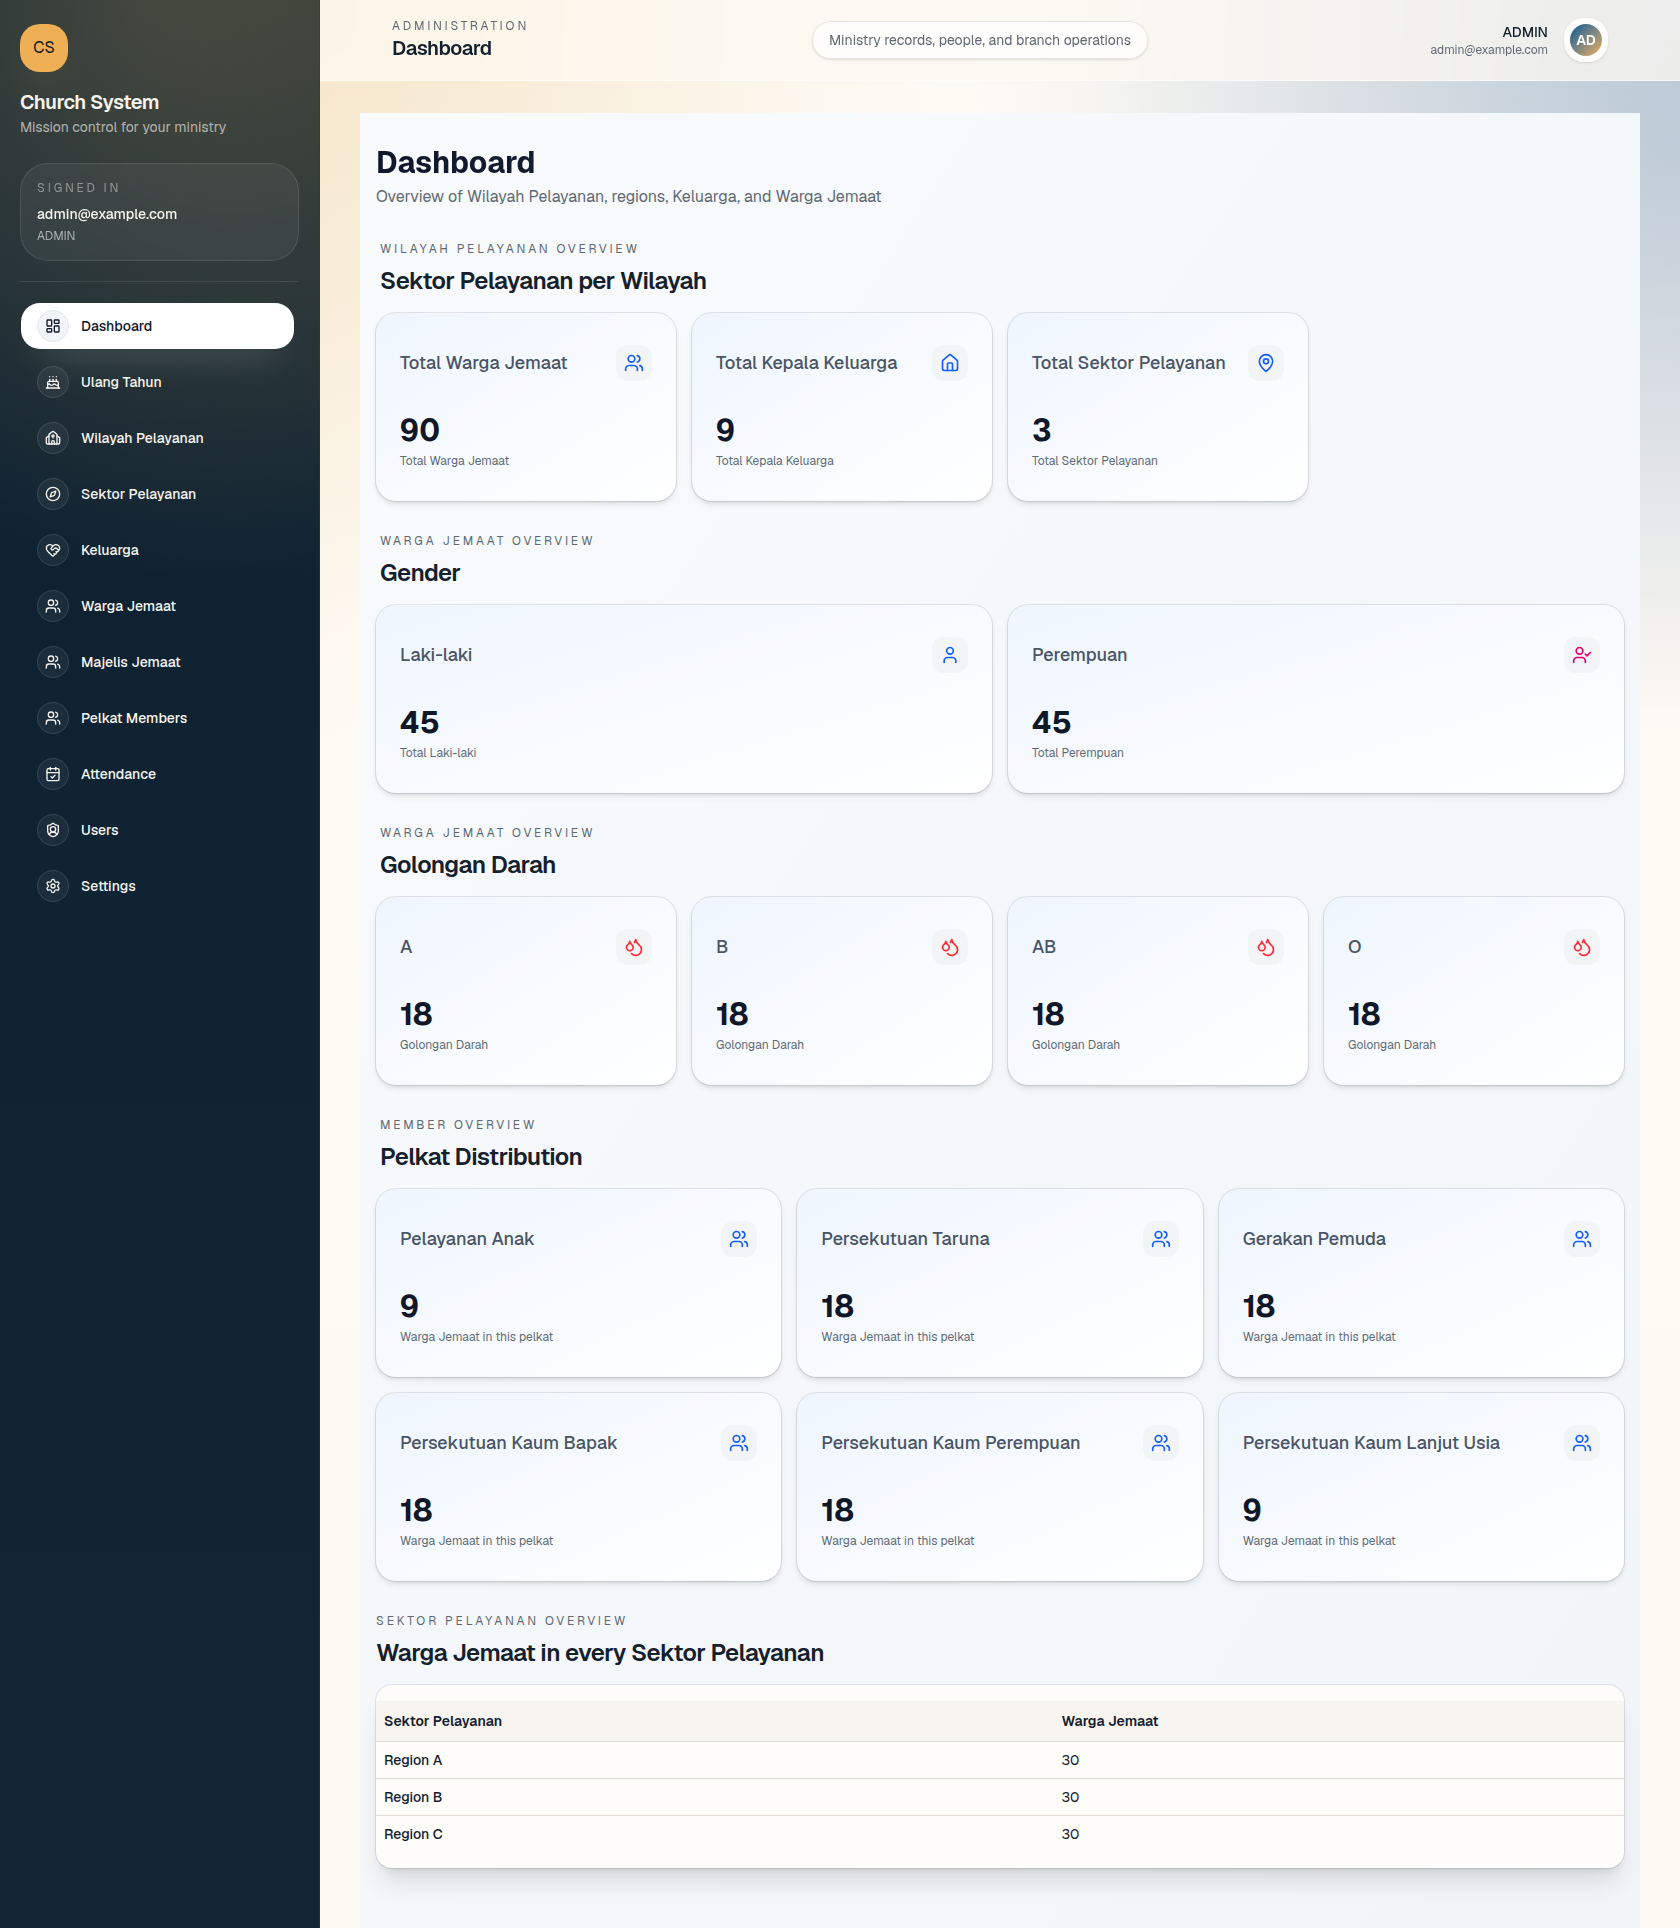 CS
Church System
Mission control for your ministry
SIGNED IN
admin@example.com
ADMIN
Dashboard
Ulang Tahun
Wilayah Pelayanan
Sektor Pelayanan
Keluarga
Warga Jemaat
Majelis Jemaat
Pelkat Members
Attendance
Users
Settings
ADMINISTRATION
Dashboard
Ministry records, people, and branch operations
ADMIN
admin@example.com
AD
Dashboard
Overview of Wilayah Pelayanan, regions, Keluarga, and Warga Jemaat
WILAYAH PELAYANAN OVERVIEW
Sektor Pelayanan per Wilayah
Total Warga Jemaat
90
Total Warga Jemaat
Total Kepala Keluarga
9
Total Kepala Keluarga
Total Sektor Pelayanan
3
Total Sektor Pelayanan
WARGA JEMAAT OVERVIEW
Gender
Laki-laki
45
Total Laki-laki
Perempuan
45
Total Perempuan
WARGA JEMAAT OVERVIEW
Golongan Darah
A
18
Golongan Darah
B
18
Golongan Darah
AB
18
Golongan Darah
O
18
Golongan Darah
MEMBER OVERVIEW
Pelkat Distribution
Pelayanan Anak
9
Warga Jemaat in this pelkat
Persekutuan Taruna
18
Warga Jemaat in this pelkat
Gerakan Pemuda
18
Warga Jemaat in this pelkat
Persekutuan Kaum Bapak
18
Warga Jemaat in this pelkat
Persekutuan Kaum Perempuan
18
Warga Jemaat in this pelkat
Persekutuan Kaum Lanjut Usia
9
Warga Jemaat in this pelkat
SEKTOR PELAYANAN OVERVIEW
Warga Jemaat in every Sektor Pelayanan
Sektor Pelayanan Warga Jemaat
Region A 30
Region B 30
Region C 30